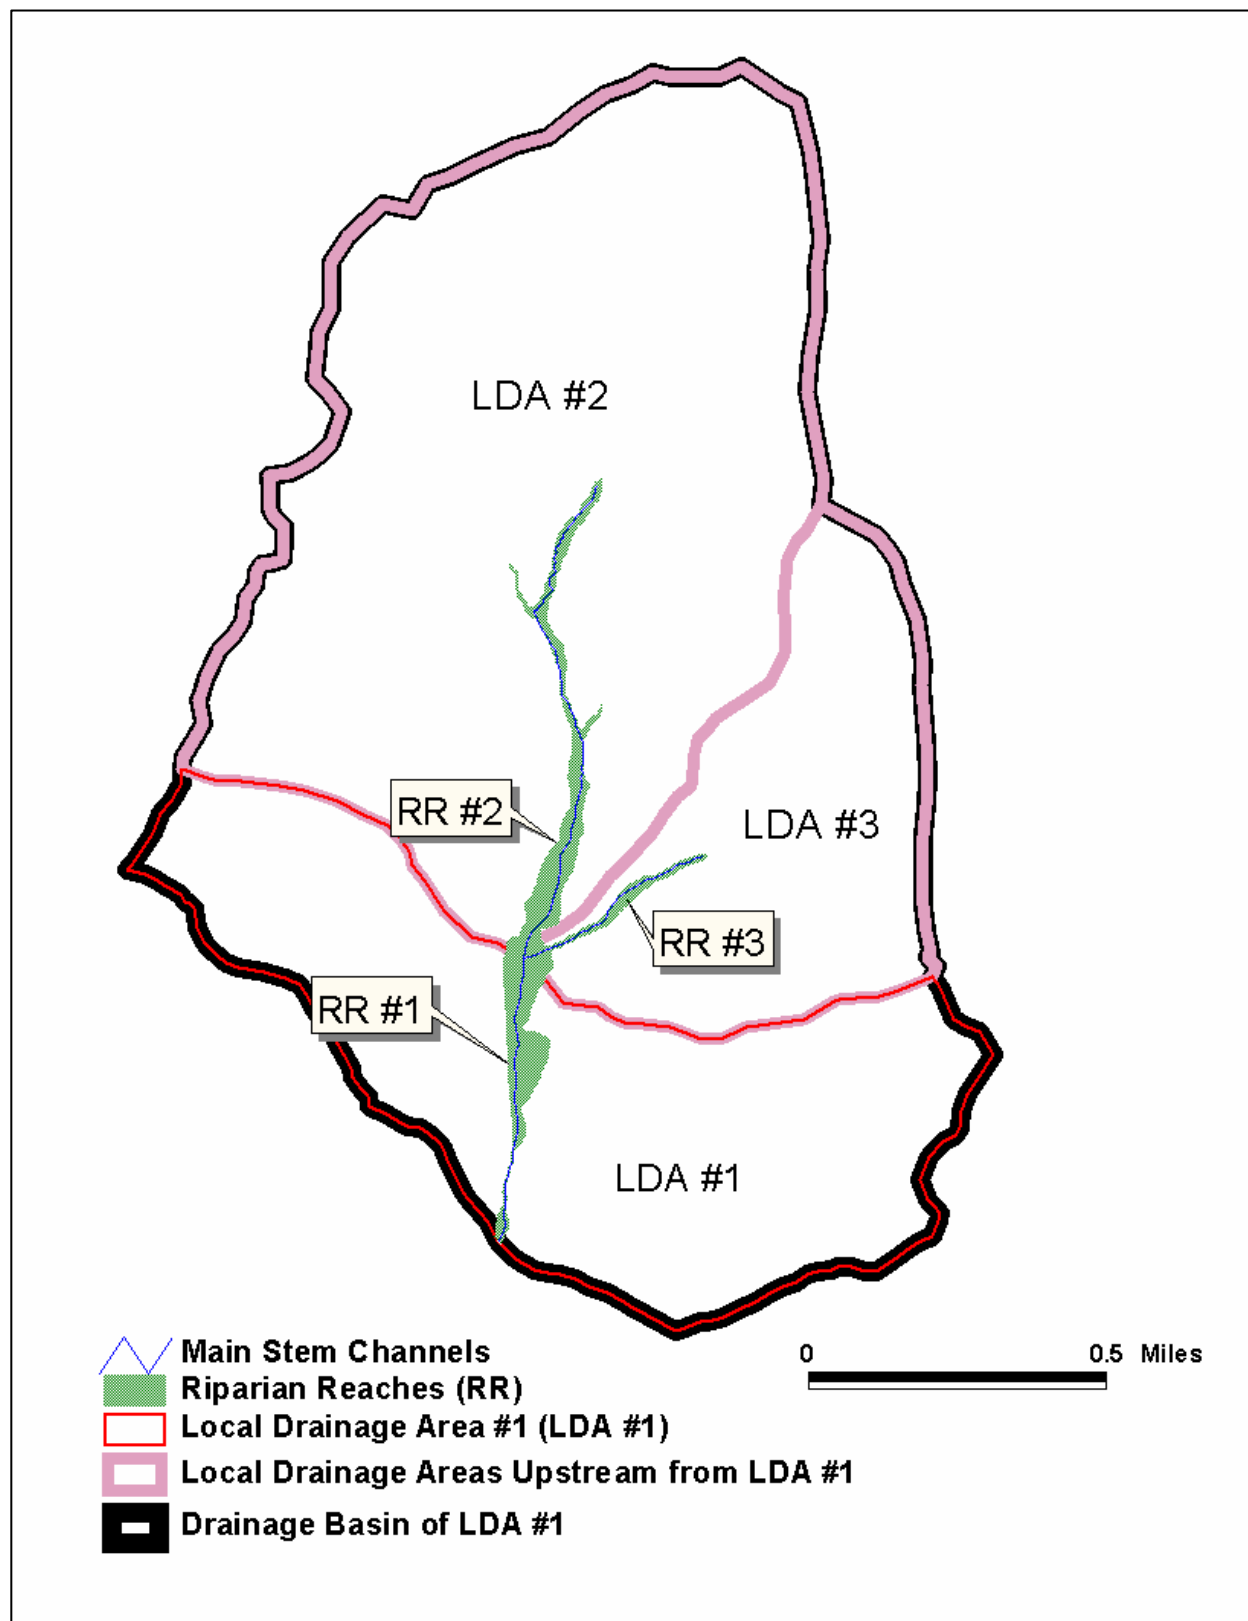 LDA #2
RR #2
LDA #3
RR #3
RR #1
LDA #1
Main Stem Channels
0 0.5 Miles
Riparian Reaches (RR)
Local Drainage Area #1 (LDA #1)
Local Drainage Areas Upstream from LDA #1
Drainage Basin of LDA #1